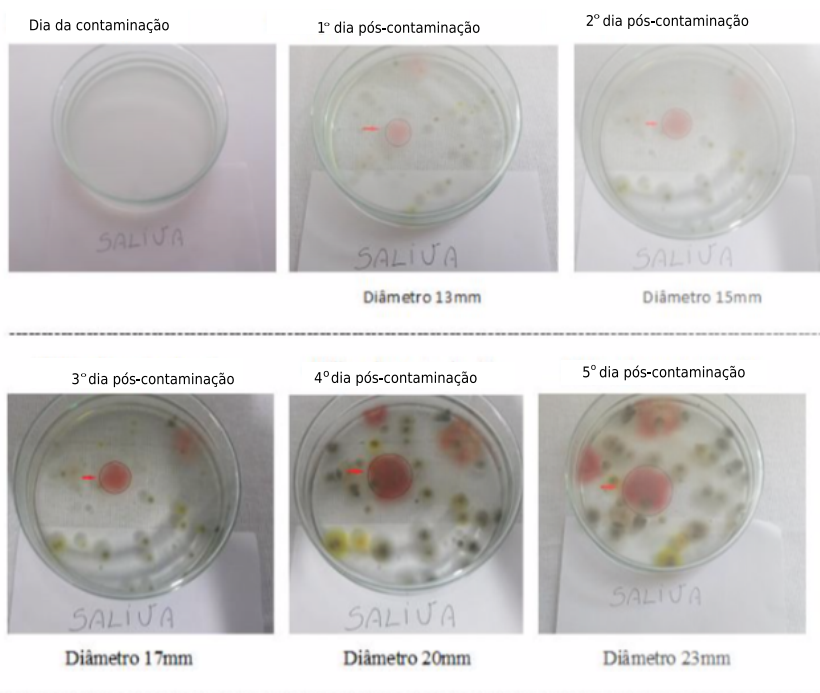 Dia da contaminação
1º dia pós-contaminação
2º dia pós-contaminação
SALIVA
SALIVA
SALIVA
Diâmetro 13mm
Diâmetro 15mm
3º dia pós-contaminação
4º dia pós-contaminação
5º dia pós-contaminação
SALIVA
SALIVA
SALIVA
Diâmetro 17mm
Diâmetro 20mm
Diâmetro 23mm